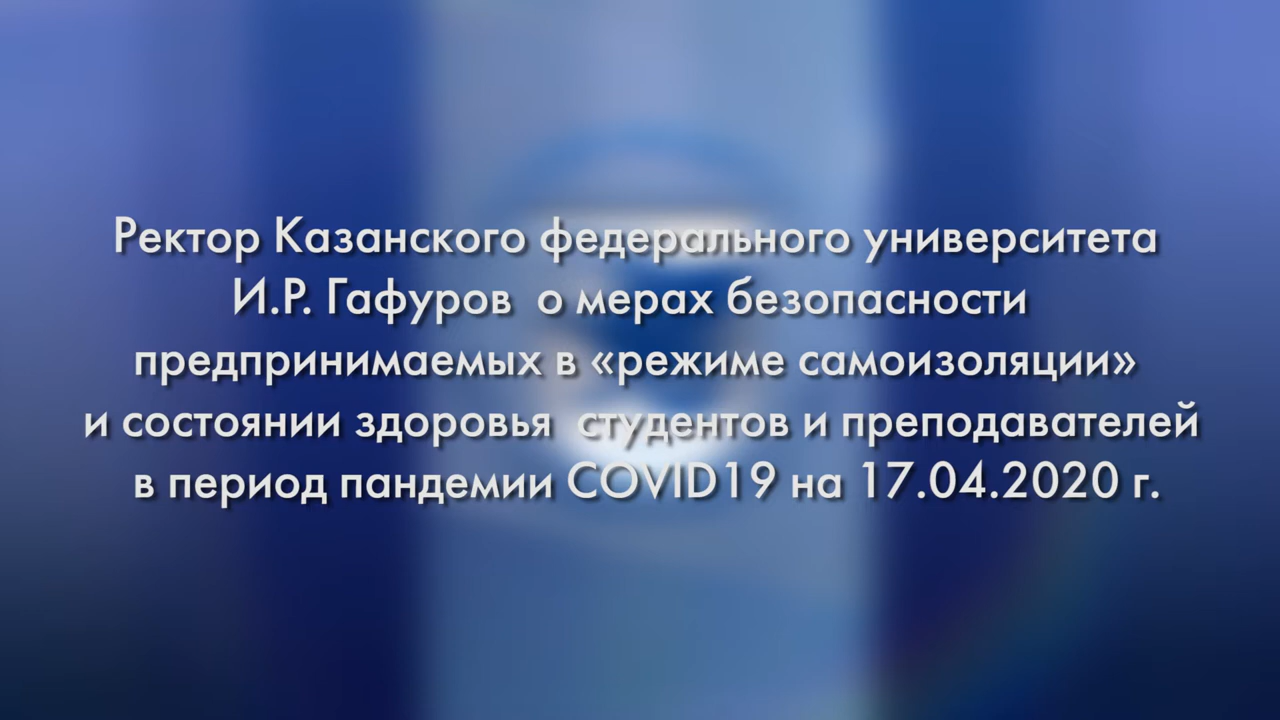 Ректор Казанского федерального университета
И.Р. Гафуров о мерах безопасности
предпринимаемых в «режиме самоизоляции»
и состоянии здоровья студентов и преподавателей
в период пандемии COVID19 на 17.04.2020 г.